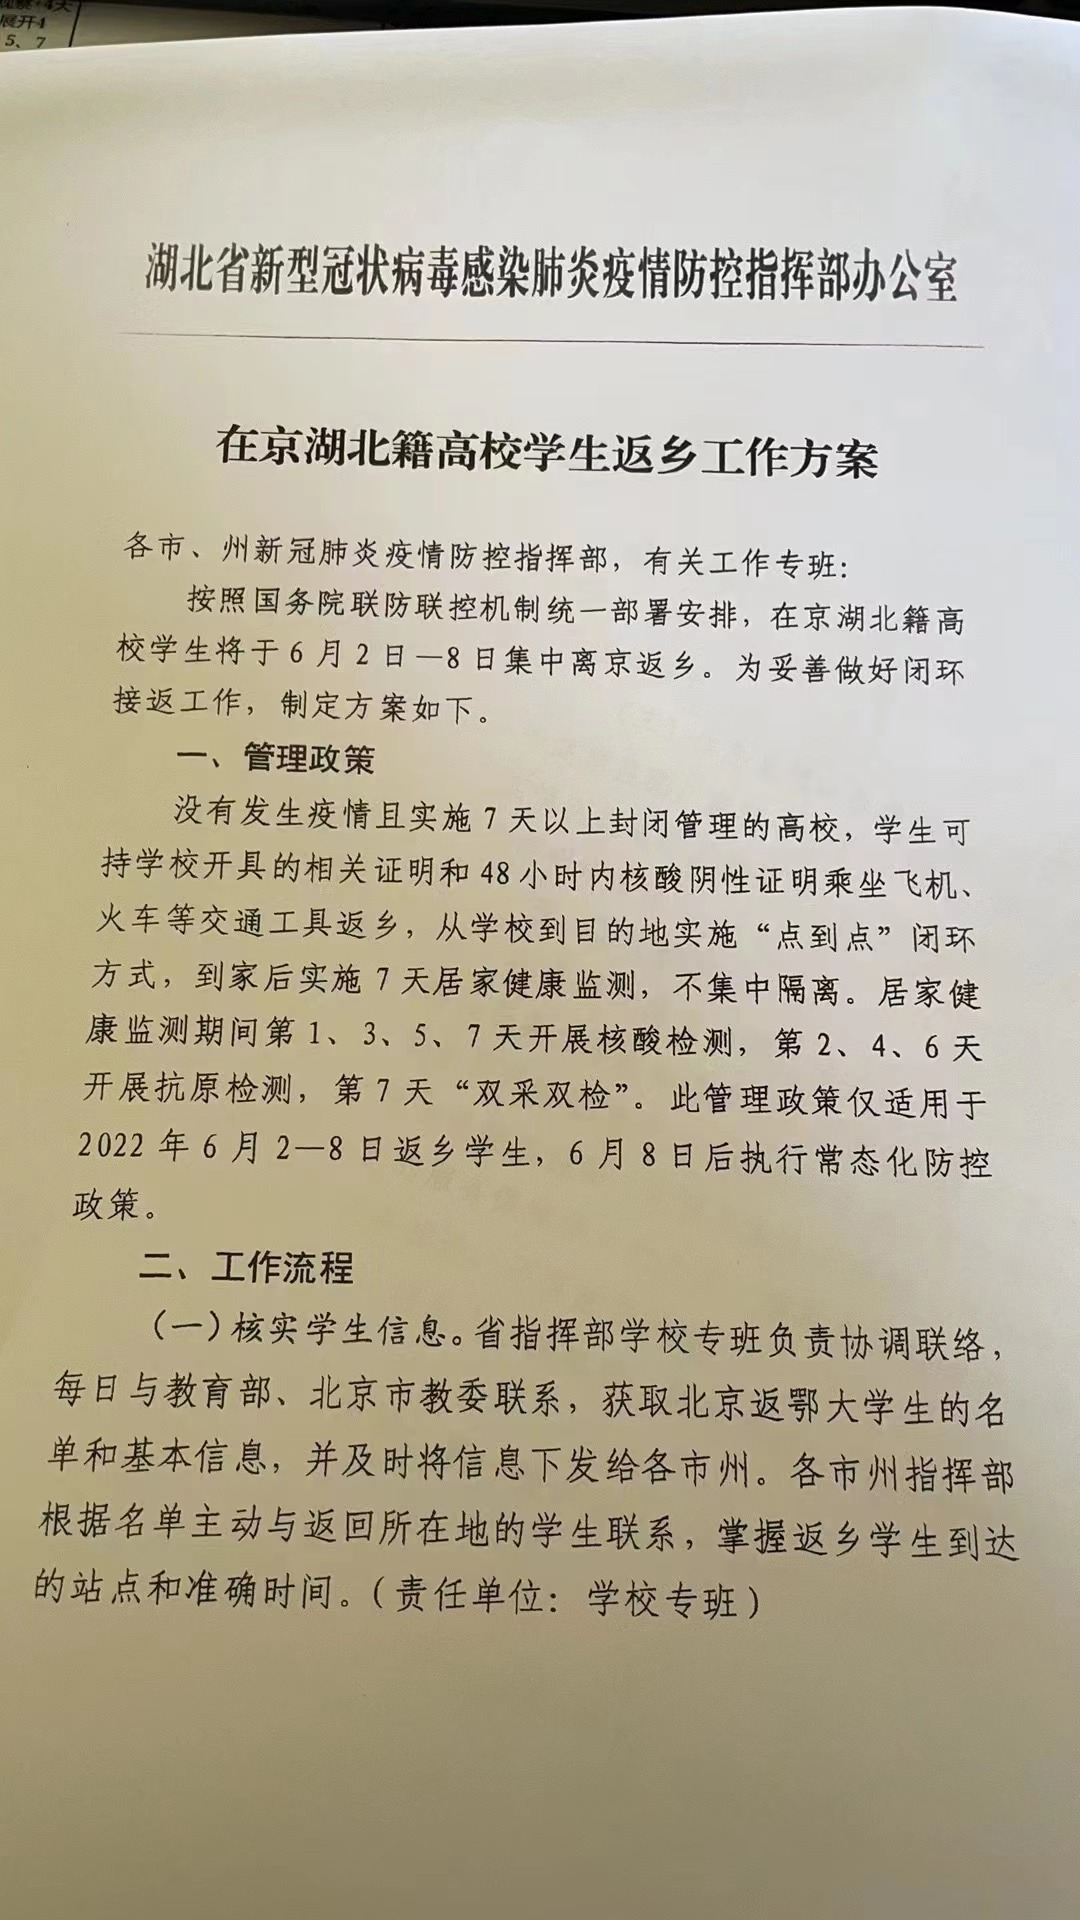 展开4
5、7
湖北省新型冠状病毒感染肺炎疫情防控指挥部办公室
在京湖北籍高校学生返乡工作方案
各市、州新冠肺炎疫情防控指挥部，有关工作专班：
按照国务院联防联控机制统一部署安排，在京湖北籍高
校学生将于6月2日—8日集中离京返乡。为妥善做好闭环
接返工作，制定方案如下。
一、管理政策
没有发生疫情且实施7天以上封闭管理的高校，学生可
持学校开具的相关证明和48小时内核酸阴性证明乘坐飞机、
火车等交通工具返乡，从学校到目的地实施“点到点”闭环
方式，到家后实施7天居家健康监测，不集中隔离。居家健
康监测期间第1、3、5、7天开展核酸检测，第2、4、6天
开展抗原检测，第7天“双采双检”。此管理政策仅适用于
2022年6月2—8日返乡学生，6月8日后执行常态化防控
政策。
二、工作流程
（一）核实学生信息。省指挥部学校专班负责协调联络，
每日与教育部、北京市教委联系，获取北京返鄂大学生的名
单和基本信息，并及时将信息下发给各市州。各市州指挥部
根据名单主动与返回所在地的学生联系，掌握返乡学生到达
的站点和准确时间。（责任单位：学校专班）